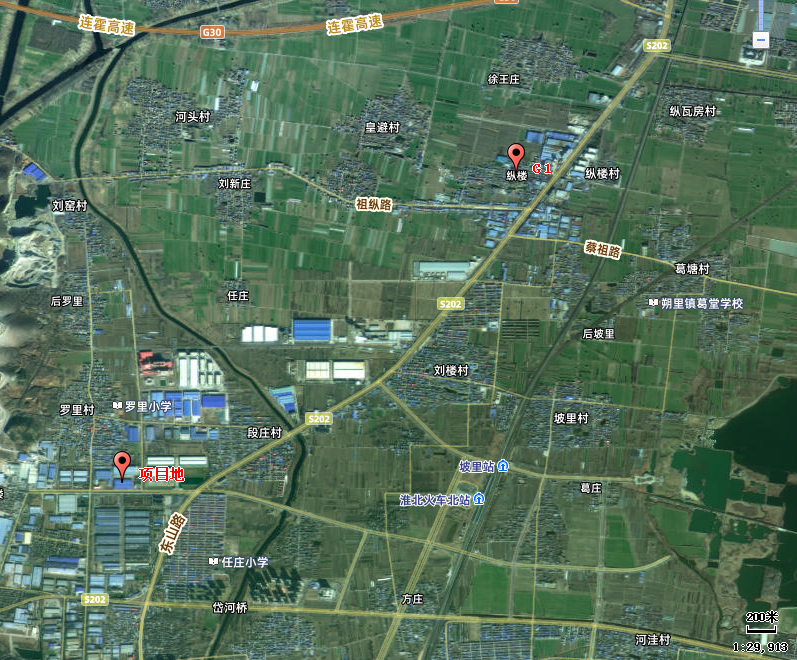 连霍高速
G30
连霍高速
S202
徐王庄
河头村
皇避村
纵瓦房村
纵楼
G1
纵楼村
刘新庄
刘窑村
祖纵路
蔡祖路
葛塘村
后罗里
任庄
S202
朔里镇葛堂学校
后坡里
刘楼村
罗里村
罗里小学
S202
段庄村
坡里村
坡里站
项目地
葛庄
淮北火车北站
东山路
任庄小学
S202
岱河桥
方庄
河洼村
200米
1:29,913